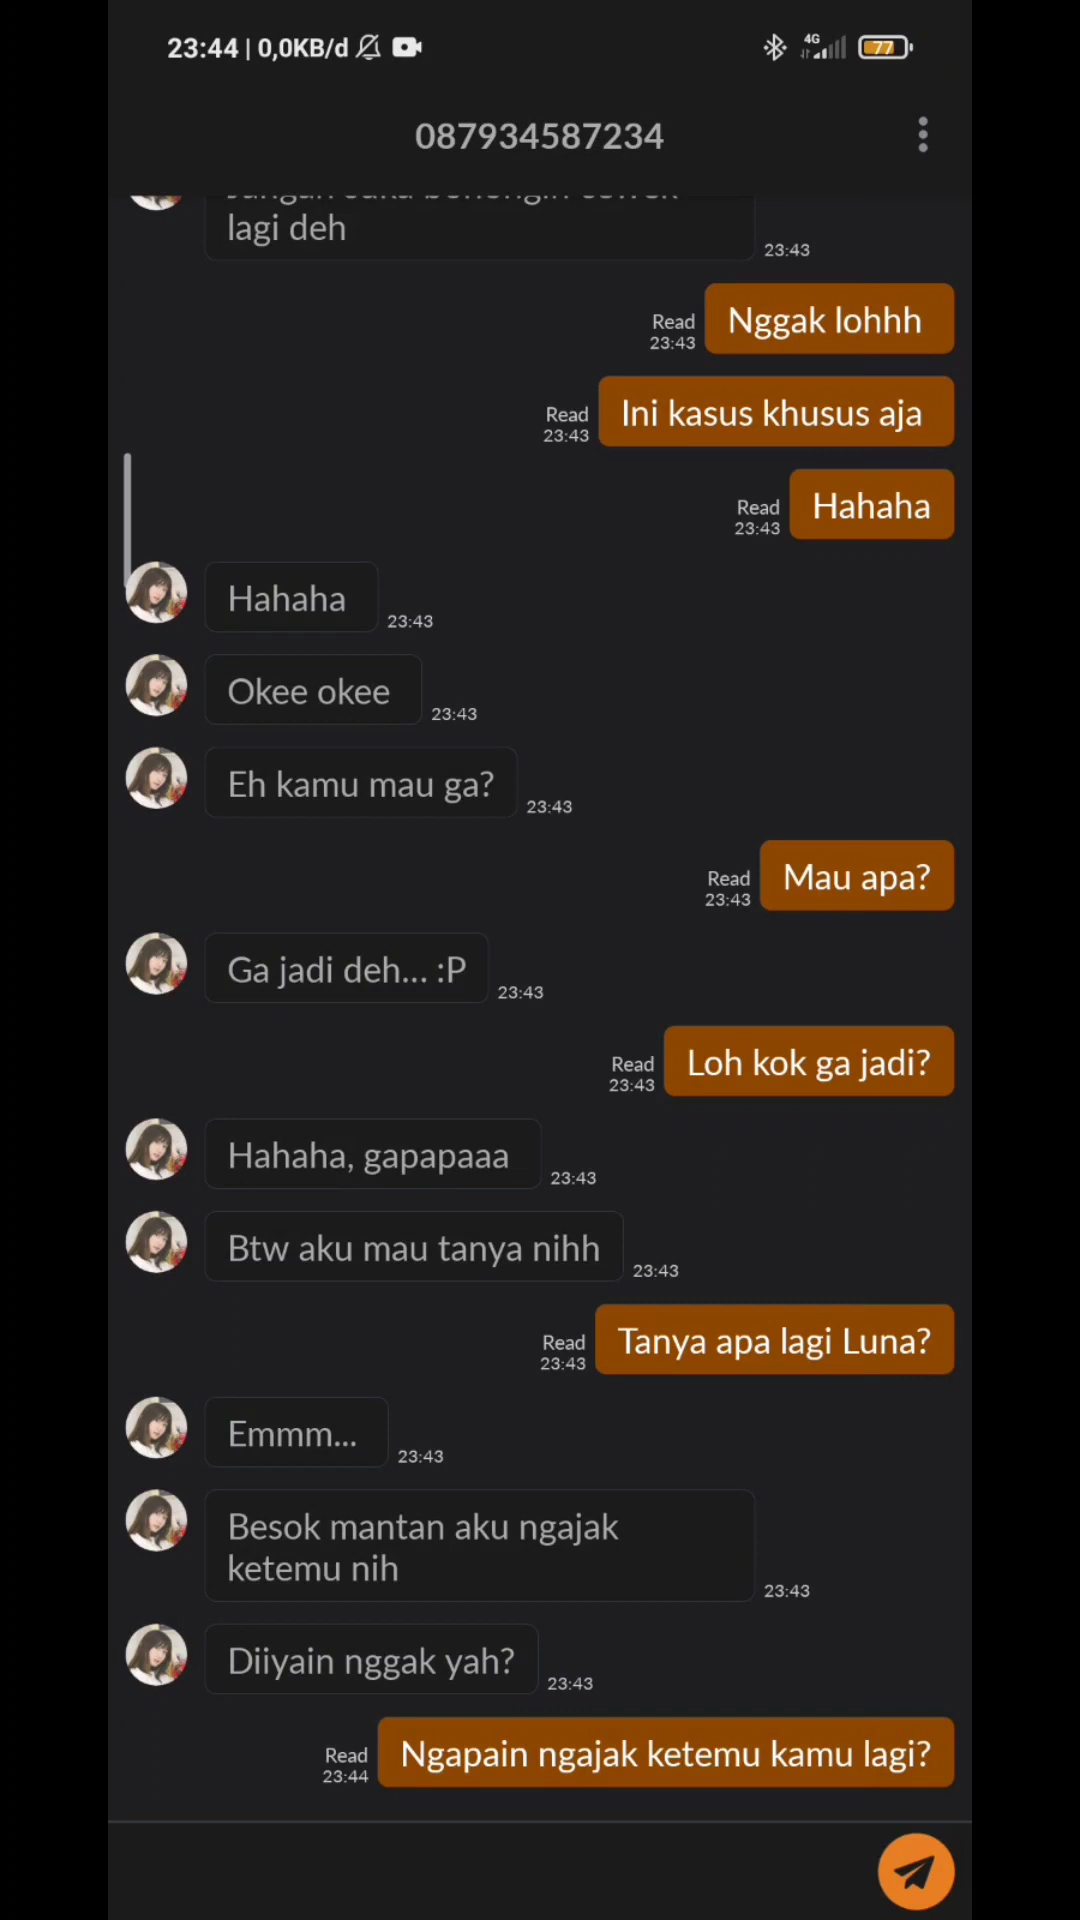 23:44 | 0,0KB/d
4G
77
087934587234
lagi deh
23:43
Nggak lohhh
Read
23:43
Ini kasus khusus aja
Read
23:43
Hahaha
Read
23:43
Hahaha
23:43
Okee okee
23:43
Eh kamu mau ga?
23:43
Mau apa?
Read
23:43
Ga jadi deh... :P
23:43
Loh kok ga jadi?
Read
23:43
Hahaha, gapapaaa
23:43
Btw aku mau tanya nihh
23:43
Tanya apa lagi Luna?
Read
23:43
Emmm...
23:43
Besok mantan aku ngajak
ketemu nih
23:43
Diiyain nggak yah?
23:43
Ngapain ngajak ketemu kamu lagi?
Read
23:44